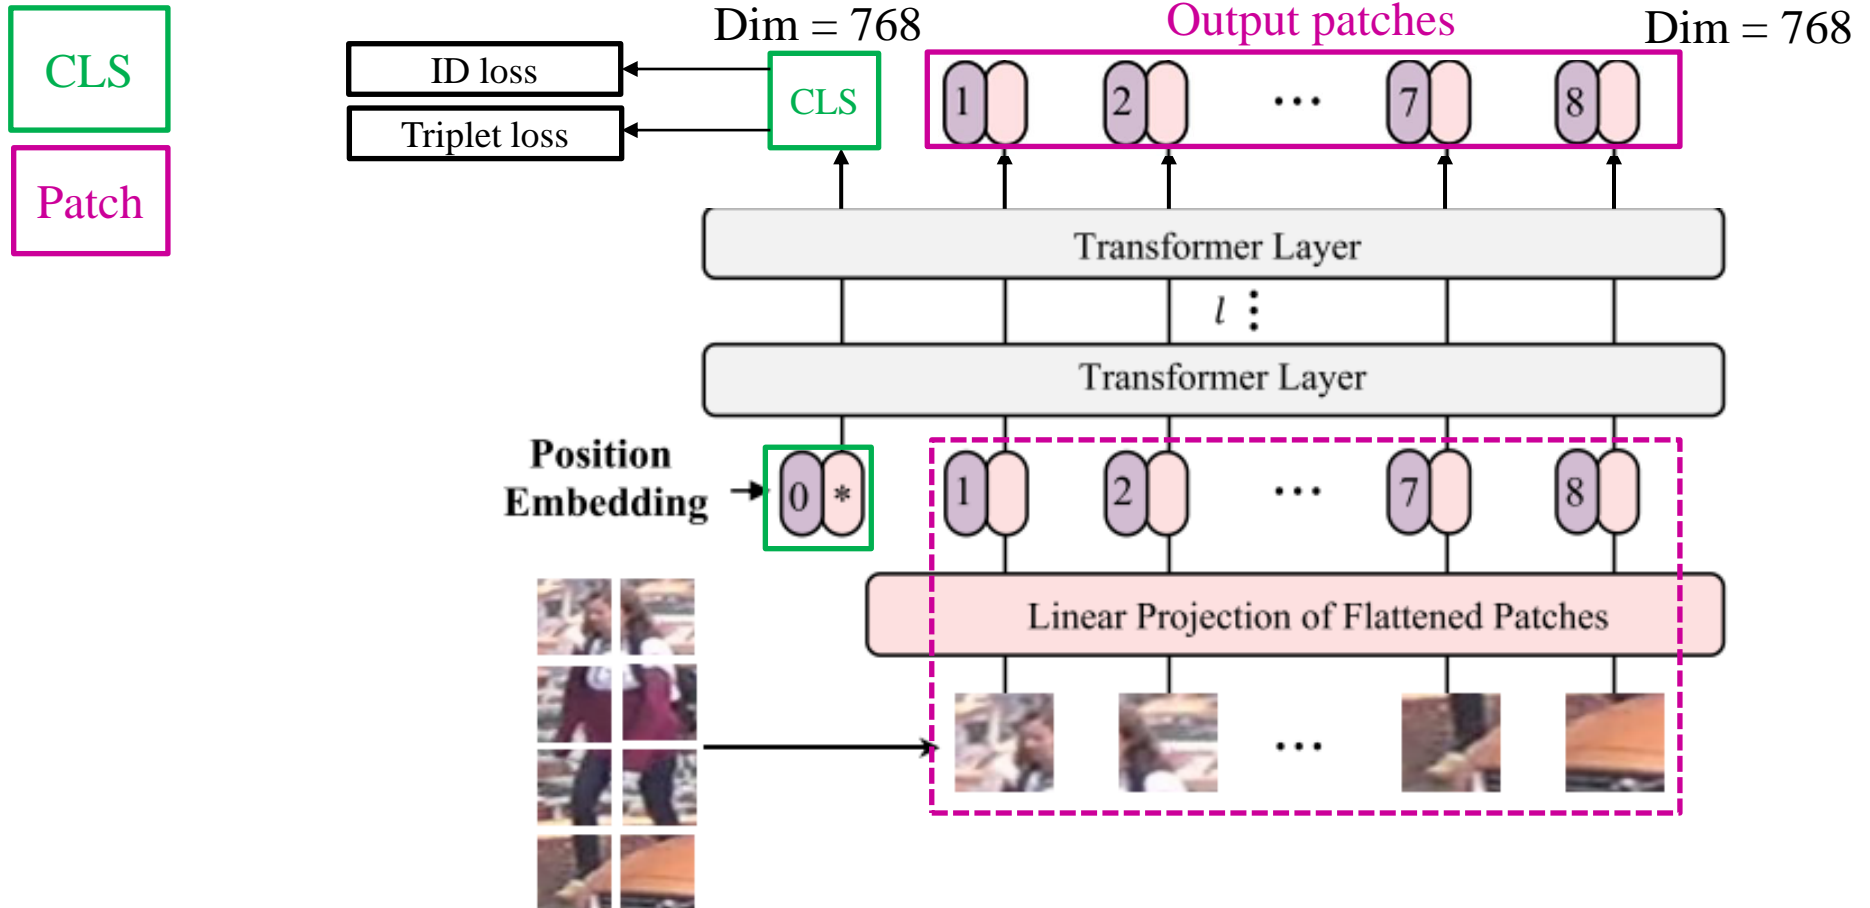 CLS
Patch
Dim = 768
Output patches
Dim = 768
ID loss
Triplet loss
CLS
1
2
...
7
8
Transformer Layer
l
Transformer Layer
Position
Embedding
0
*
1
2
...
7
8
Linear Projection of Flattened Patches
...